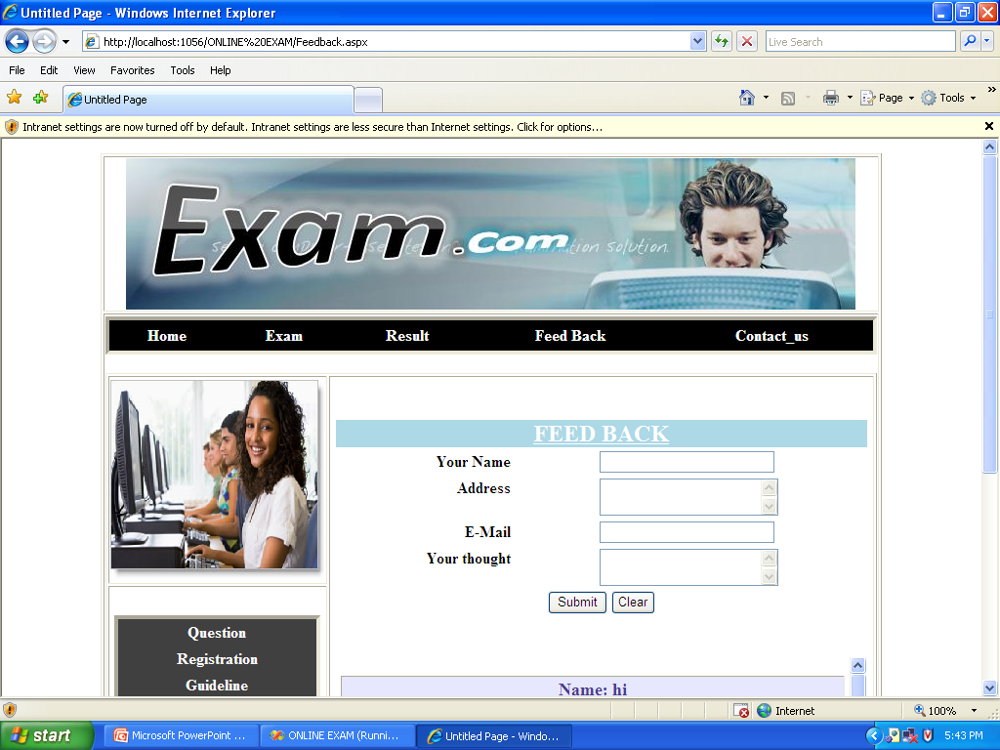 Untitled Page - Windows Internet Explorer
http://localhost:1056/ONLINE%20EXAM/Feedback.aspx
Live Search
File Edit View Favorites Tools Help
Untitled Page
Page Tools »
Intranet settings are now turned off by default. Intranet settings are less secure than Internet settings. Click for options...
Exam.com
solution.
Home Exam Result Feed Back Contact_us
FEED BACK
Your Name
Address
E-Mail
Your thought
Submit Clear
Question
Registration
Guideline
Name: hi
Internet 100%
start Microsoft PowerPoint ... ONLINE EXAM (Runni... Untitled Page - Windo... 5:43 PM